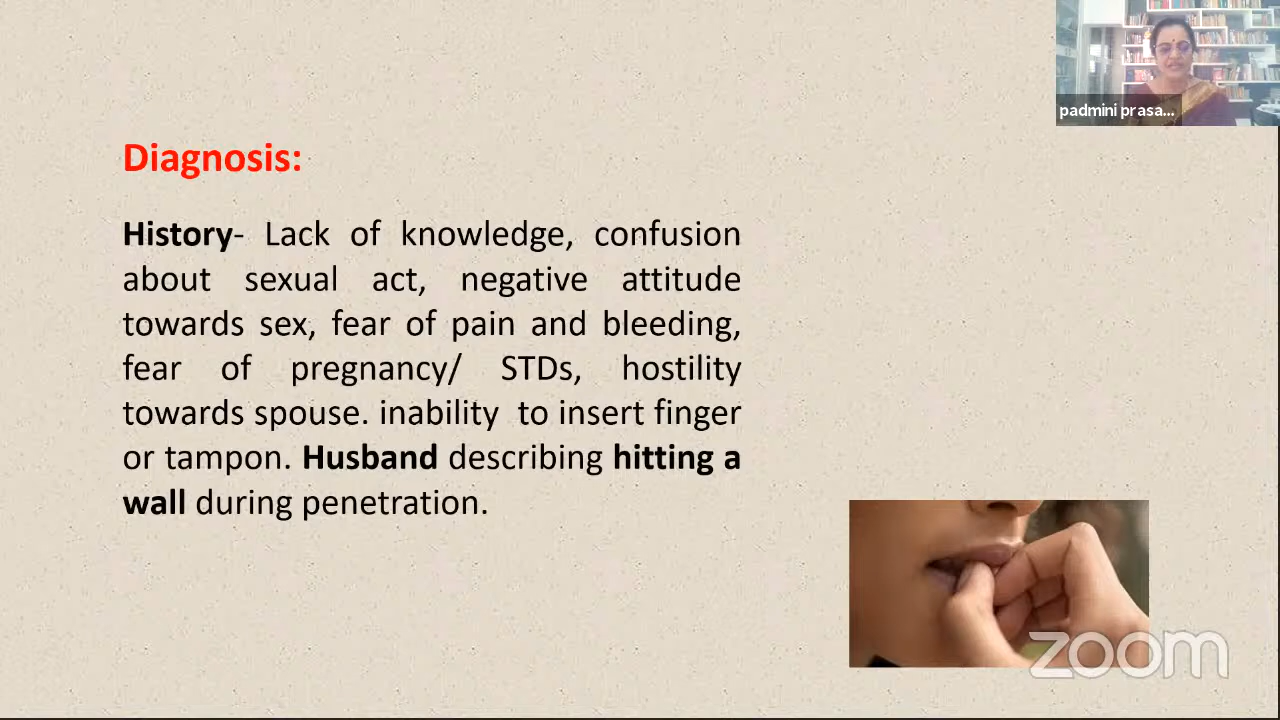 padmini prasa...
Diagnosis:
History- Lack of knowledge, confusion
about sexual act, negative attitude
towards sex, fear of pain and bleeding,
fear of pregnancy/ STDs, hostility
towards spouse. inability to insert finger
or tampon. Husband describing hitting a
wall during penetration.
zoom